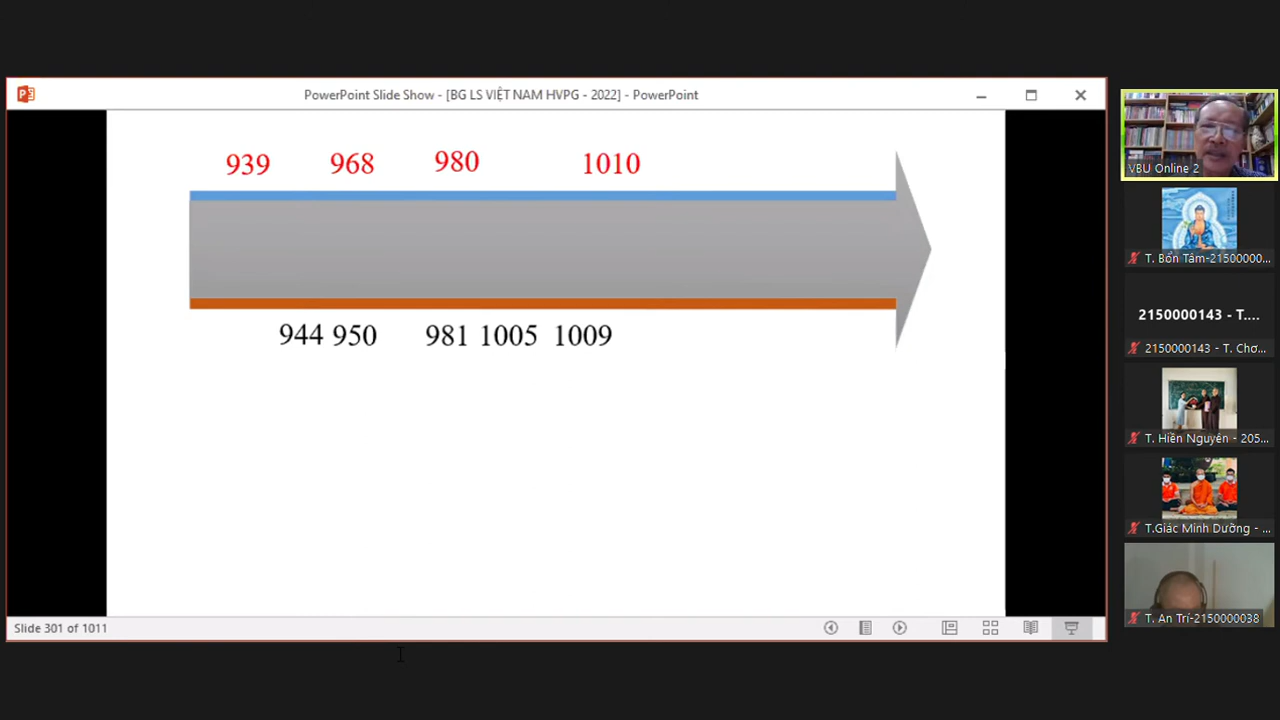 PowerPoint Slide Show - [BG LS VIỆT NAM HVPG - 2022] - PowerPoint
939 968 980 1010
944 950 981 1005 1009
Slide 301 of 1011
VBU Online 2
T. Bổn Tâm-21500000...
2150000143 - T....
2150000143 - T. Chơ...
T. Hiền Nguyên - 205...
T.Giác Minh Dưỡng - ...
T. An Trí-2150000038